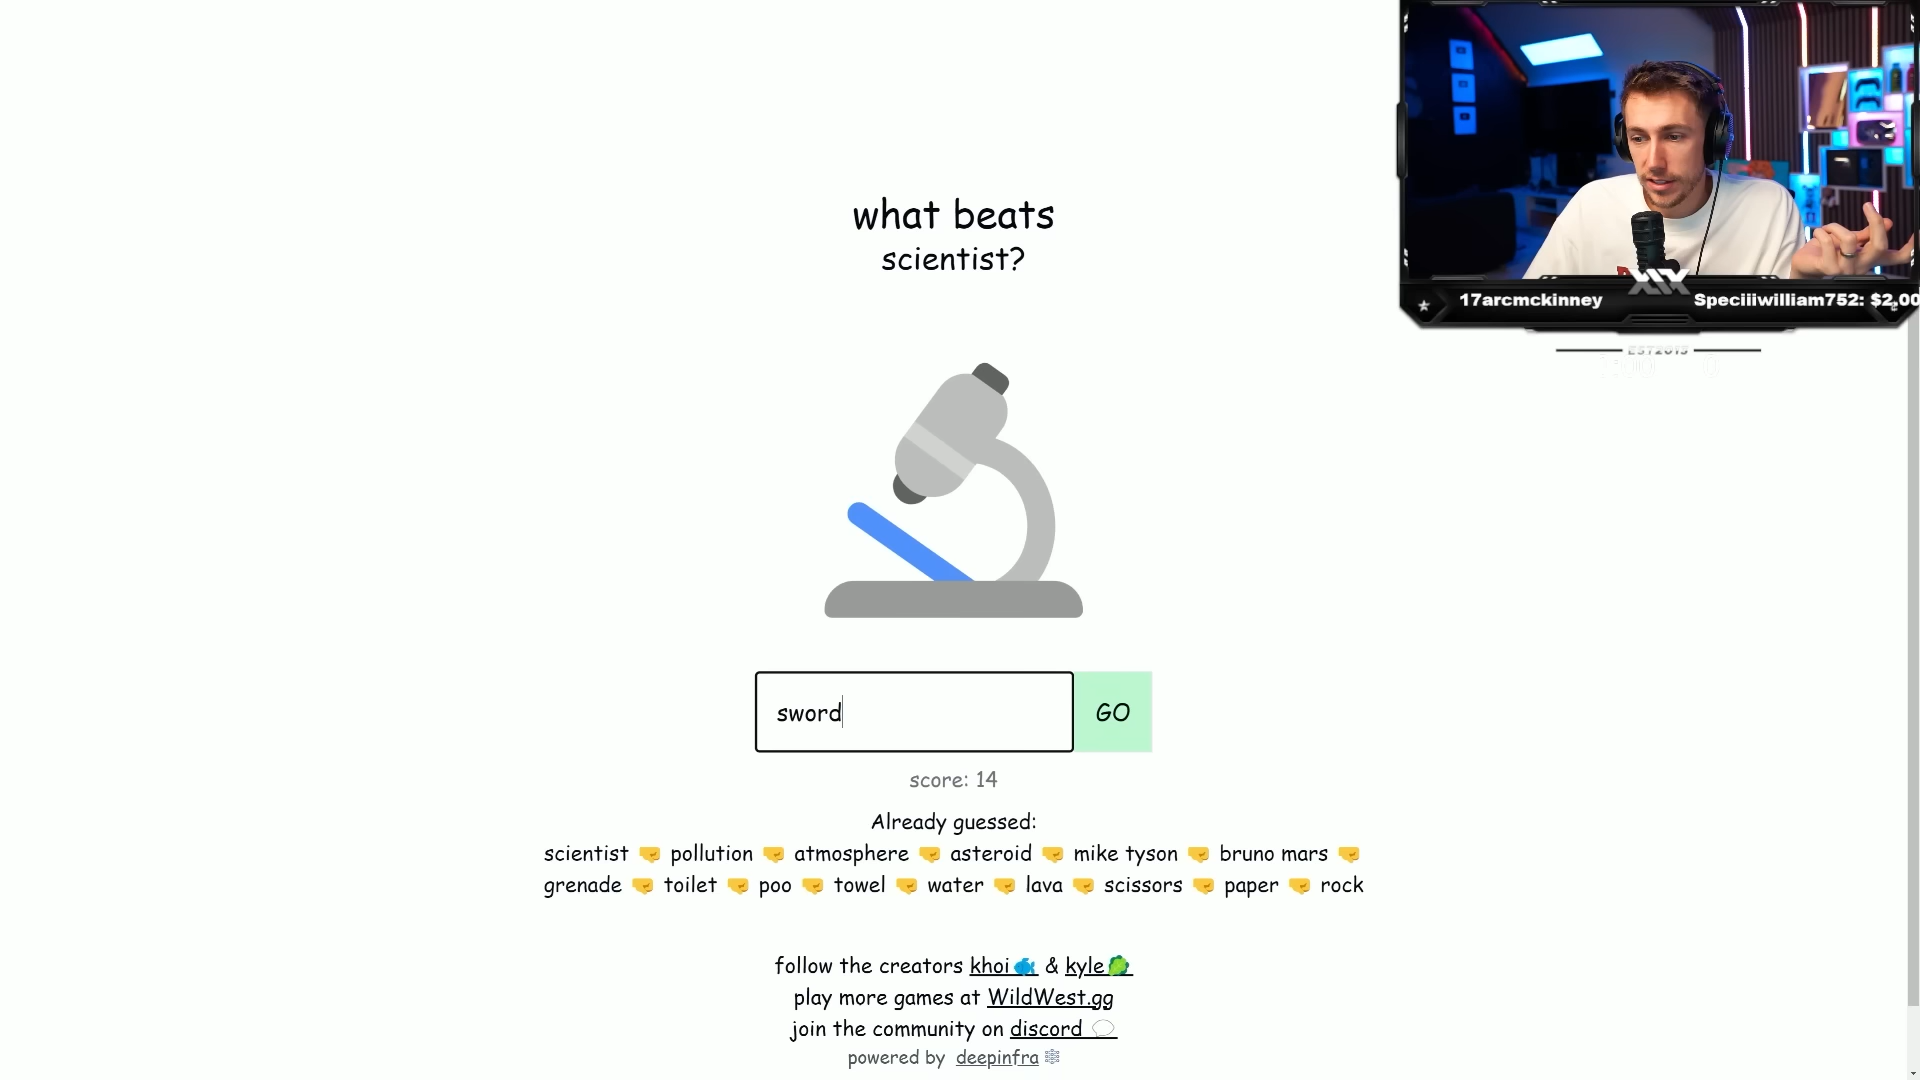 what beats
scientist?
sword
GO
score: 14
Already guessed:
scientist 🤜 pollution 🤜 atmosphere 🤜 asteroid 🤜 mike tyson 🤜 bruno mars 🤜
grenade 🤜 toilet 🤜 poo 🤜 towel 🤜 water 🤜 lava 🤜 scissors 🤜 paper 🤜 rock
follow the creators khoi🐟 & kyle🥦
play more games at WildWest.gg
join the community on discord 💬
powered by deepinfra
XIX
17arcmckinney Speciiiwilliam752: $2.00
EST2015